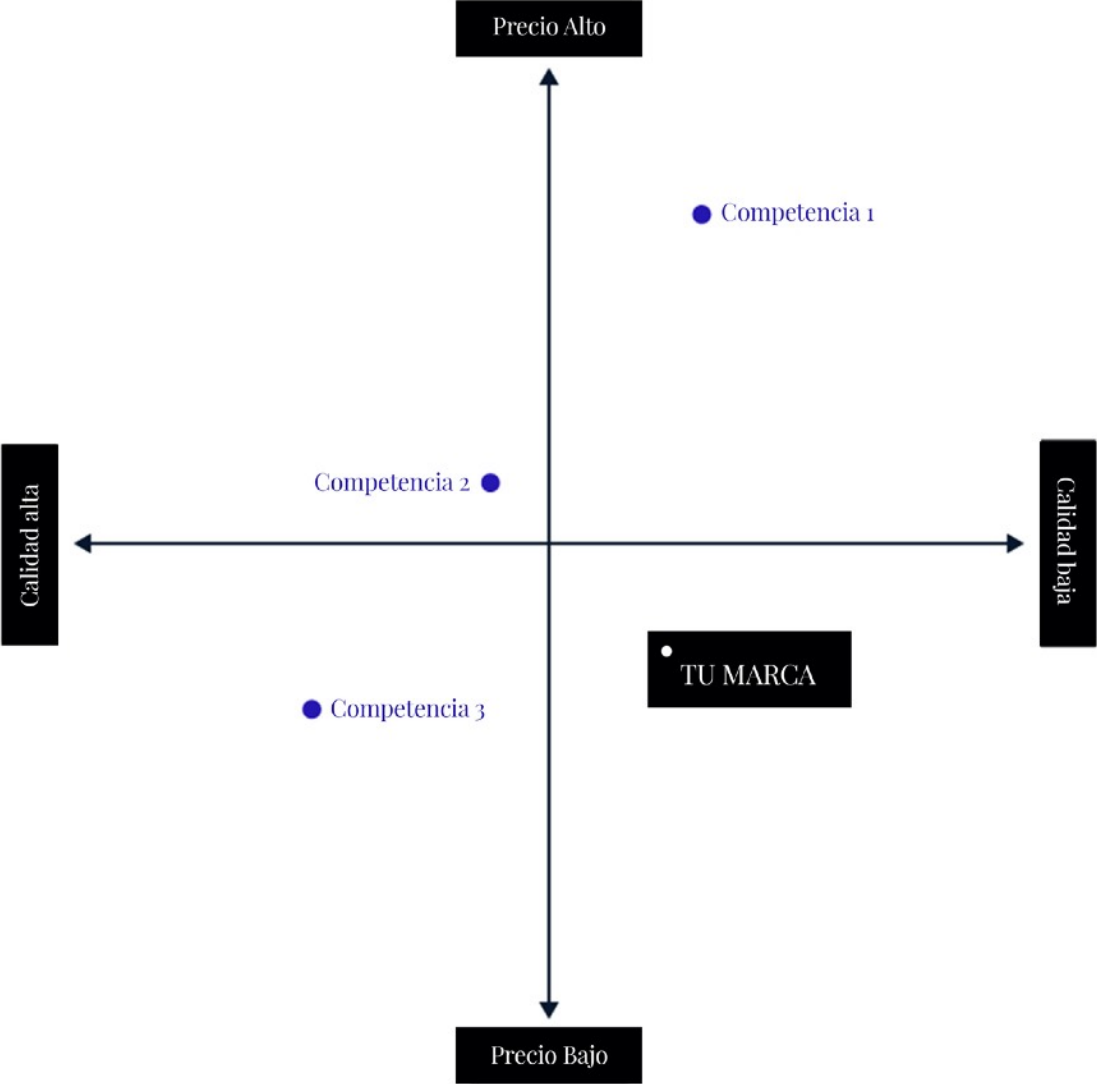 Precio Alto
Competencia 1
Competencia 2
Calidad alta
Calidad baja
TU MARCA
Competencia 3
Precio Bajo